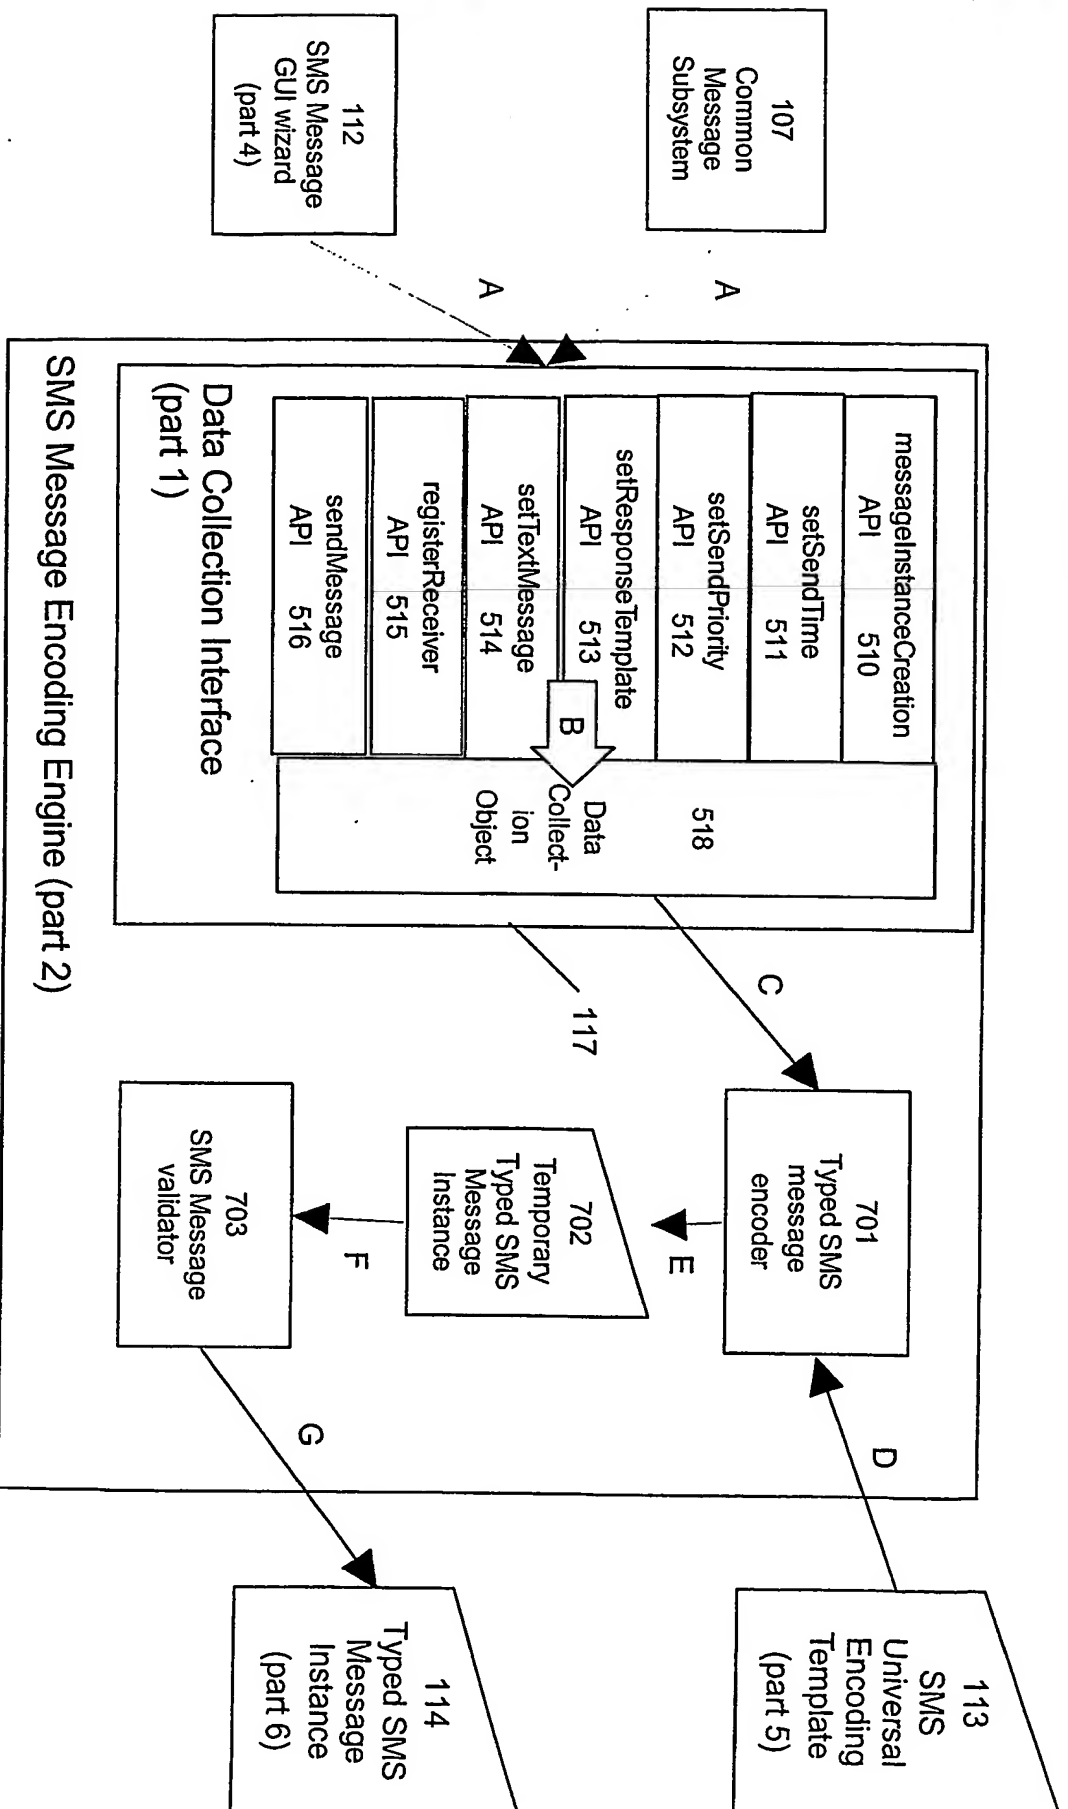 107
Common
Message
Subsystem
A
112
SMS Message
GUI wizard
(part 4)
A
messageInstanceCreation
API 510
setSendTime
API 511
setSendPriority
API 512
setResponseTemplate
API 513
setTextMessage
API 514
registerReceiver
API 515
sendMessage
API 516
B
518
Data
Collect-
ion
Object
Data Collection Interface
(part 1)
117
C
701
Typed SMS
message
encoder
D
E
702
Temporary
Typed SMS
Message
Instance
F
703
SMS Message
validator
G
SMS Message Encoding Engine (part 2)
113
SMS
Universal
Encoding
Template
(part 5)
114
Typed SMS
Message
Instance
(part 6)